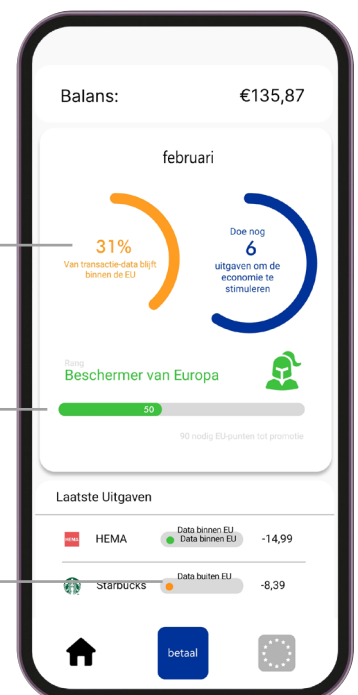 Balans: €135,87
februari
31%
Van transactie-data blijft
binnen de EU
Doe nog
6
uitgaven om de
economie te
stimuleren
Rang
Beschermer van Europa
50
90 nodig EU-punten tot promotie
Laatste Uitgaven
HEMA
HEMA
Data binnen EU
Data binnen EU
-14,99
Starbucks
Data buiten EU
-8,39
betaal